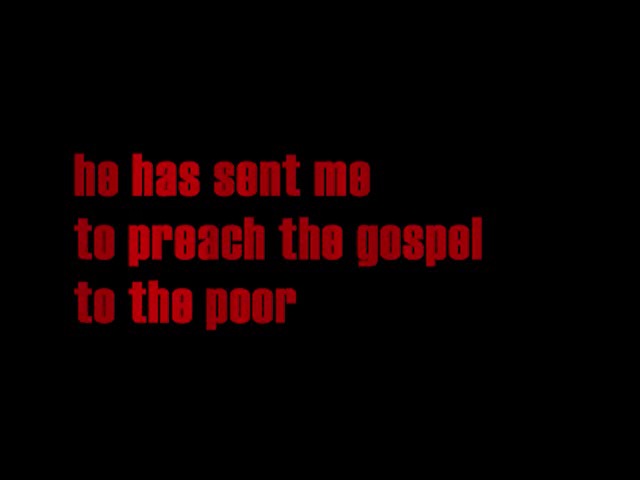 he has sent me
to preach the gospel
to the poor